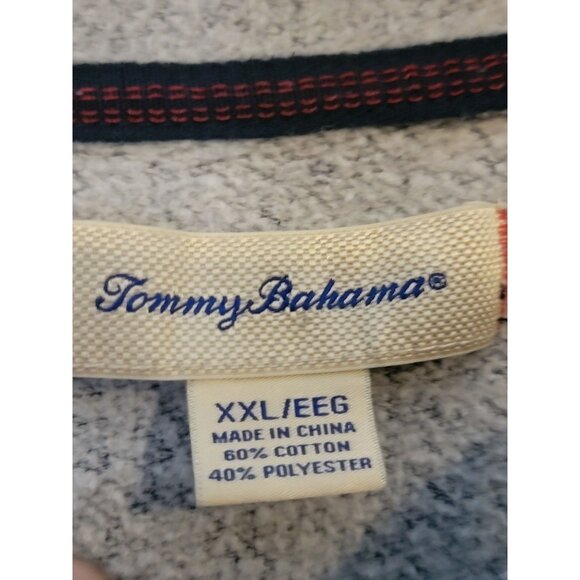 Tommy Bahama®
XXL/EEG
MADE IN CHINA
60% COTTON
40% POLYESTER